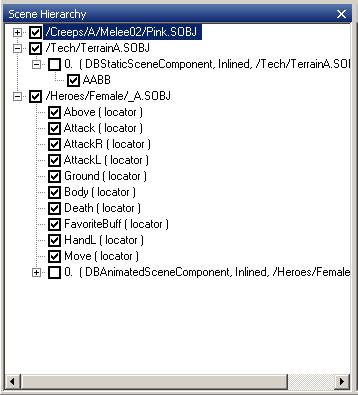 Scene Hierarchy
/Creeps/A/Melee02/Pink.SOBJ
/Tech/TerrainA.SOBJ
0. ( DBStaticSceneComponent, Inlined, /Tech/TerrainA.SO
AABB
/Heroes/Female/_A.SOBJ
Above ( locator )
Attack ( locator )
AttackR ( locator )
AttackL ( locator )
Ground ( locator )
Body ( locator )
Death ( locator )
FavoriteBuff ( locator )
HandL ( locator )
Move ( locator )
0. ( DBAnimatedSceneComponent, Inlined, /Heroes/Female